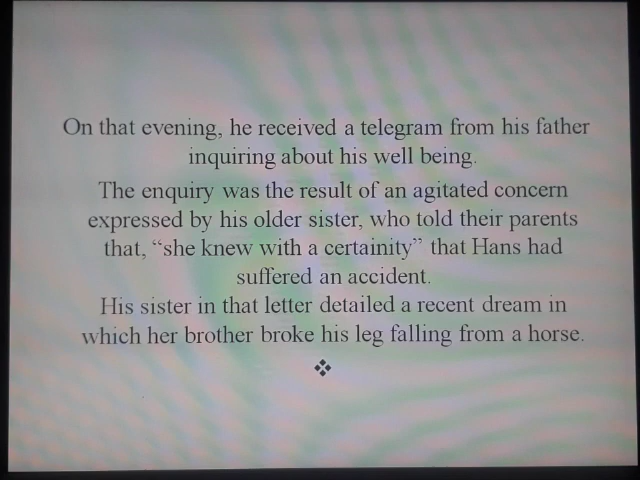 On that evening, he received a telegram from his father
inquiring about his well being.
The enquiry was the result of an agitated concern
expressed by his older sister, who told their parents
that, “she knew with a certainity” that Hans had
suffered an accident.
His sister in that letter detailed a recent dream in
which her brother broke his leg falling from a horse.